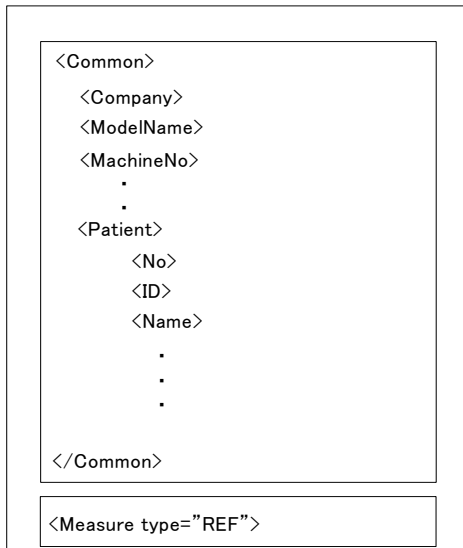 <Common>
<Company>
<ModelName>
<MachineNo>
・
・
<Patient>
<No>
<ID>
<Name>
・
・
・
</Common>
<Measure type=”REF”>